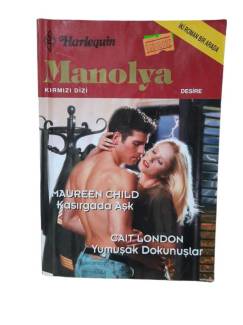 Harlequin
İKİ ROMAN BİR ARADA
Manolya
KIRMIZI DİZİ
DESIRE
MAUREEN CHILD
Kasırgada Aşk
CAIT LONDON
Yumuşak Dokunuşlar